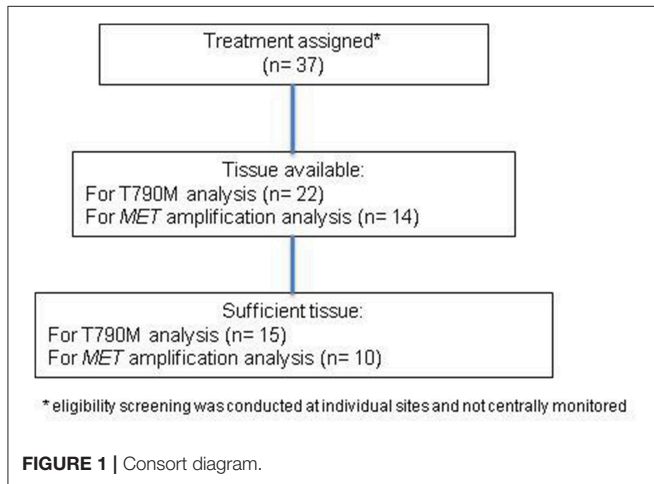 Treatment assigned*
(n= 37)
Tissue available:
For T790M analysis (n= 22)
For MET amplification analysis (n= 14)
Sufficient tissue:
For T790M analysis (n= 15)
For MET amplification analysis (n= 10)
* eligibility screening was conducted at individual sites and not centrally monitored
FIGURE 1 | Consort diagram.